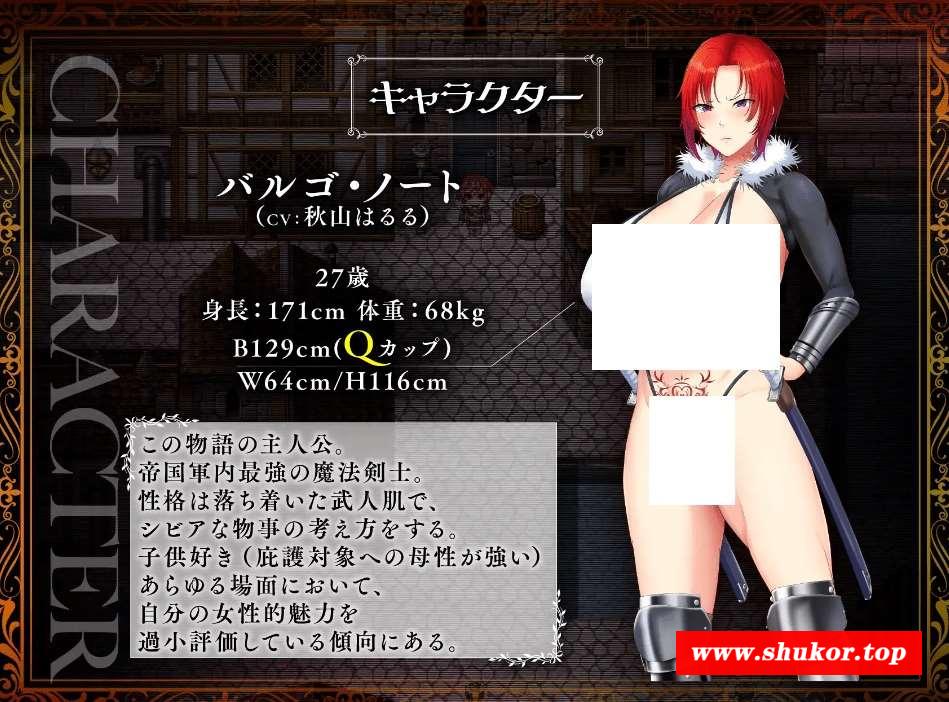 CHARACTER
キャラクター
バルゴ・ノート
(CV:秋山はるる)
27歳
身長:171cm 体重:68kg
B129cm(Qカップ)
W64cm/H116cm
この物語の主人公。
帝国軍内最強の魔法剣士。
性格は落ち着いた武人肌で、
シビアな物事の考え方をする。
子供好き(庇護対象への母性が強い)
あらゆる場面において、
自分の女性的魅力を
過小評価している傾向にある。
www.shukor.top